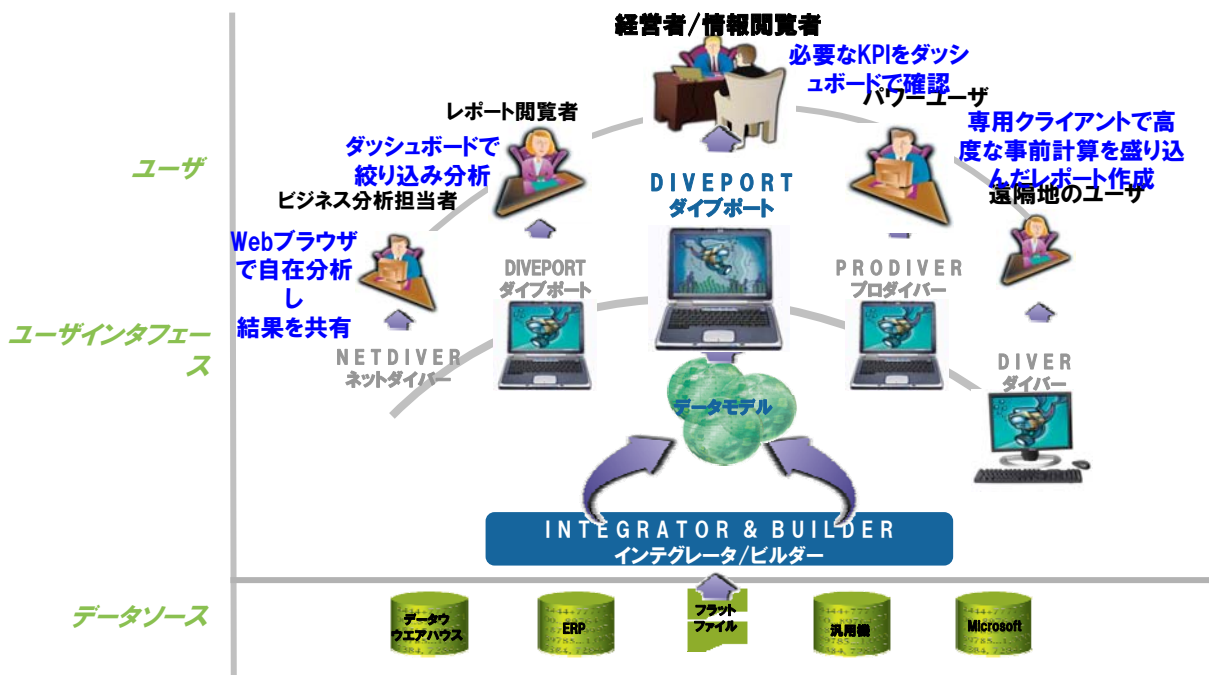 経営者/情報閲覧者
必要なKPIをダッシ
ュボードで確認
パワーユーザ
レポート閲覧者
専用クライアントで高
度な事前計算を盛り込
んだレポート作成
ダッシュボードで
絞り込み分析
ユーザ
DIVEPORT
ダイブポート
ビジネス分析担当者
遠隔地のユーザ
Webブラウザ
で自在分析
し
結果を共有
DIVEPORT
ダイブポート
PRODIVER
プロダイバー
ユーザインタフェー
ス
NETDIVER
ネットダイバー
DIVER
ダイバー
データモデル
INTEGRATOR & BUILDER
インテグレータ/ビルダー
データソース
データウ
ウエアハウス
ERP
フラット
ファイル
汎用機
Microsoft